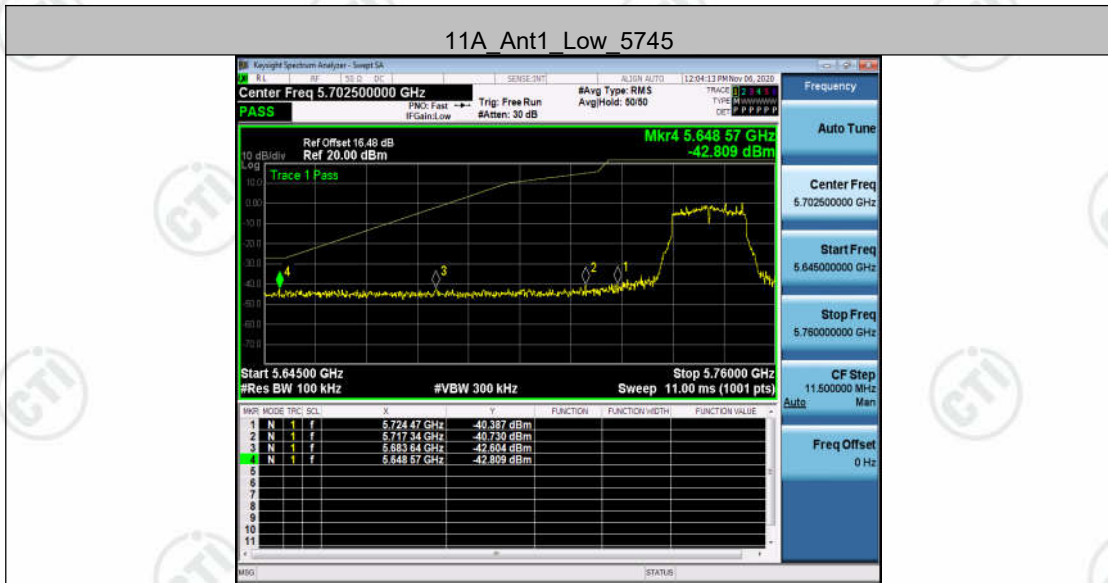 11A_Ant1_Low_5745
Keysight Spectrum Analyzer - Swept SA
RL RF 50 Ω DC SENSE:INT ALIGN AUTO 12:04:13 PM Nov 06, 2020
Center Freq 5.702500000 GHz
#Avg Type: RMS
TRACE 1 2 3 4 5 6
PASS
PNO: Fast
Trig: Free Run
Avg|Hold: 50/50
TYPE M WWWWW
IFGain:Low
#Atten: 30 dB
DET P P P P P P
Frequency
Auto Tune
Center Freq
5.702500000 GHz
Start Freq
5.645000000 GHz
Stop Freq
5.760000000 GHz
CF Step
11.500000 MHz
Auto Man
Freq Offset
0 Hz
Mkr4 5.648 57 GHz
-42.809 dBm
Ref Offset 16.48 dB
10 dB/div Ref 20.00 dBm
Log
Trace 1 Pass
10.0
0.00
-10.0
-20.0
-30.0
-40.0
-50.0
-60.0
-70.0
4
3
2
1
Start 5.64500 GHz
Stop 5.76000 GHz
#Res BW 100 kHz #VBW 300 kHz Sweep 11.00 ms (1001 pts)
MKR MODE TRC SCL X Y FUNCTION FUNCTION WIDTH FUNCTION VALUE
1 N 1 f 5.724 47 GHz -40.387 dBm
2 N 1 f 5.717 34 GHz -40.730 dBm
3 N 1 f 5.683 64 GHz -42.604 dBm
4 N 1 f 5.648 57 GHz -42.809 dBm
5
6
7
8
9
10
11
MSG STATUS
CTI
CTI
CTI
CTI